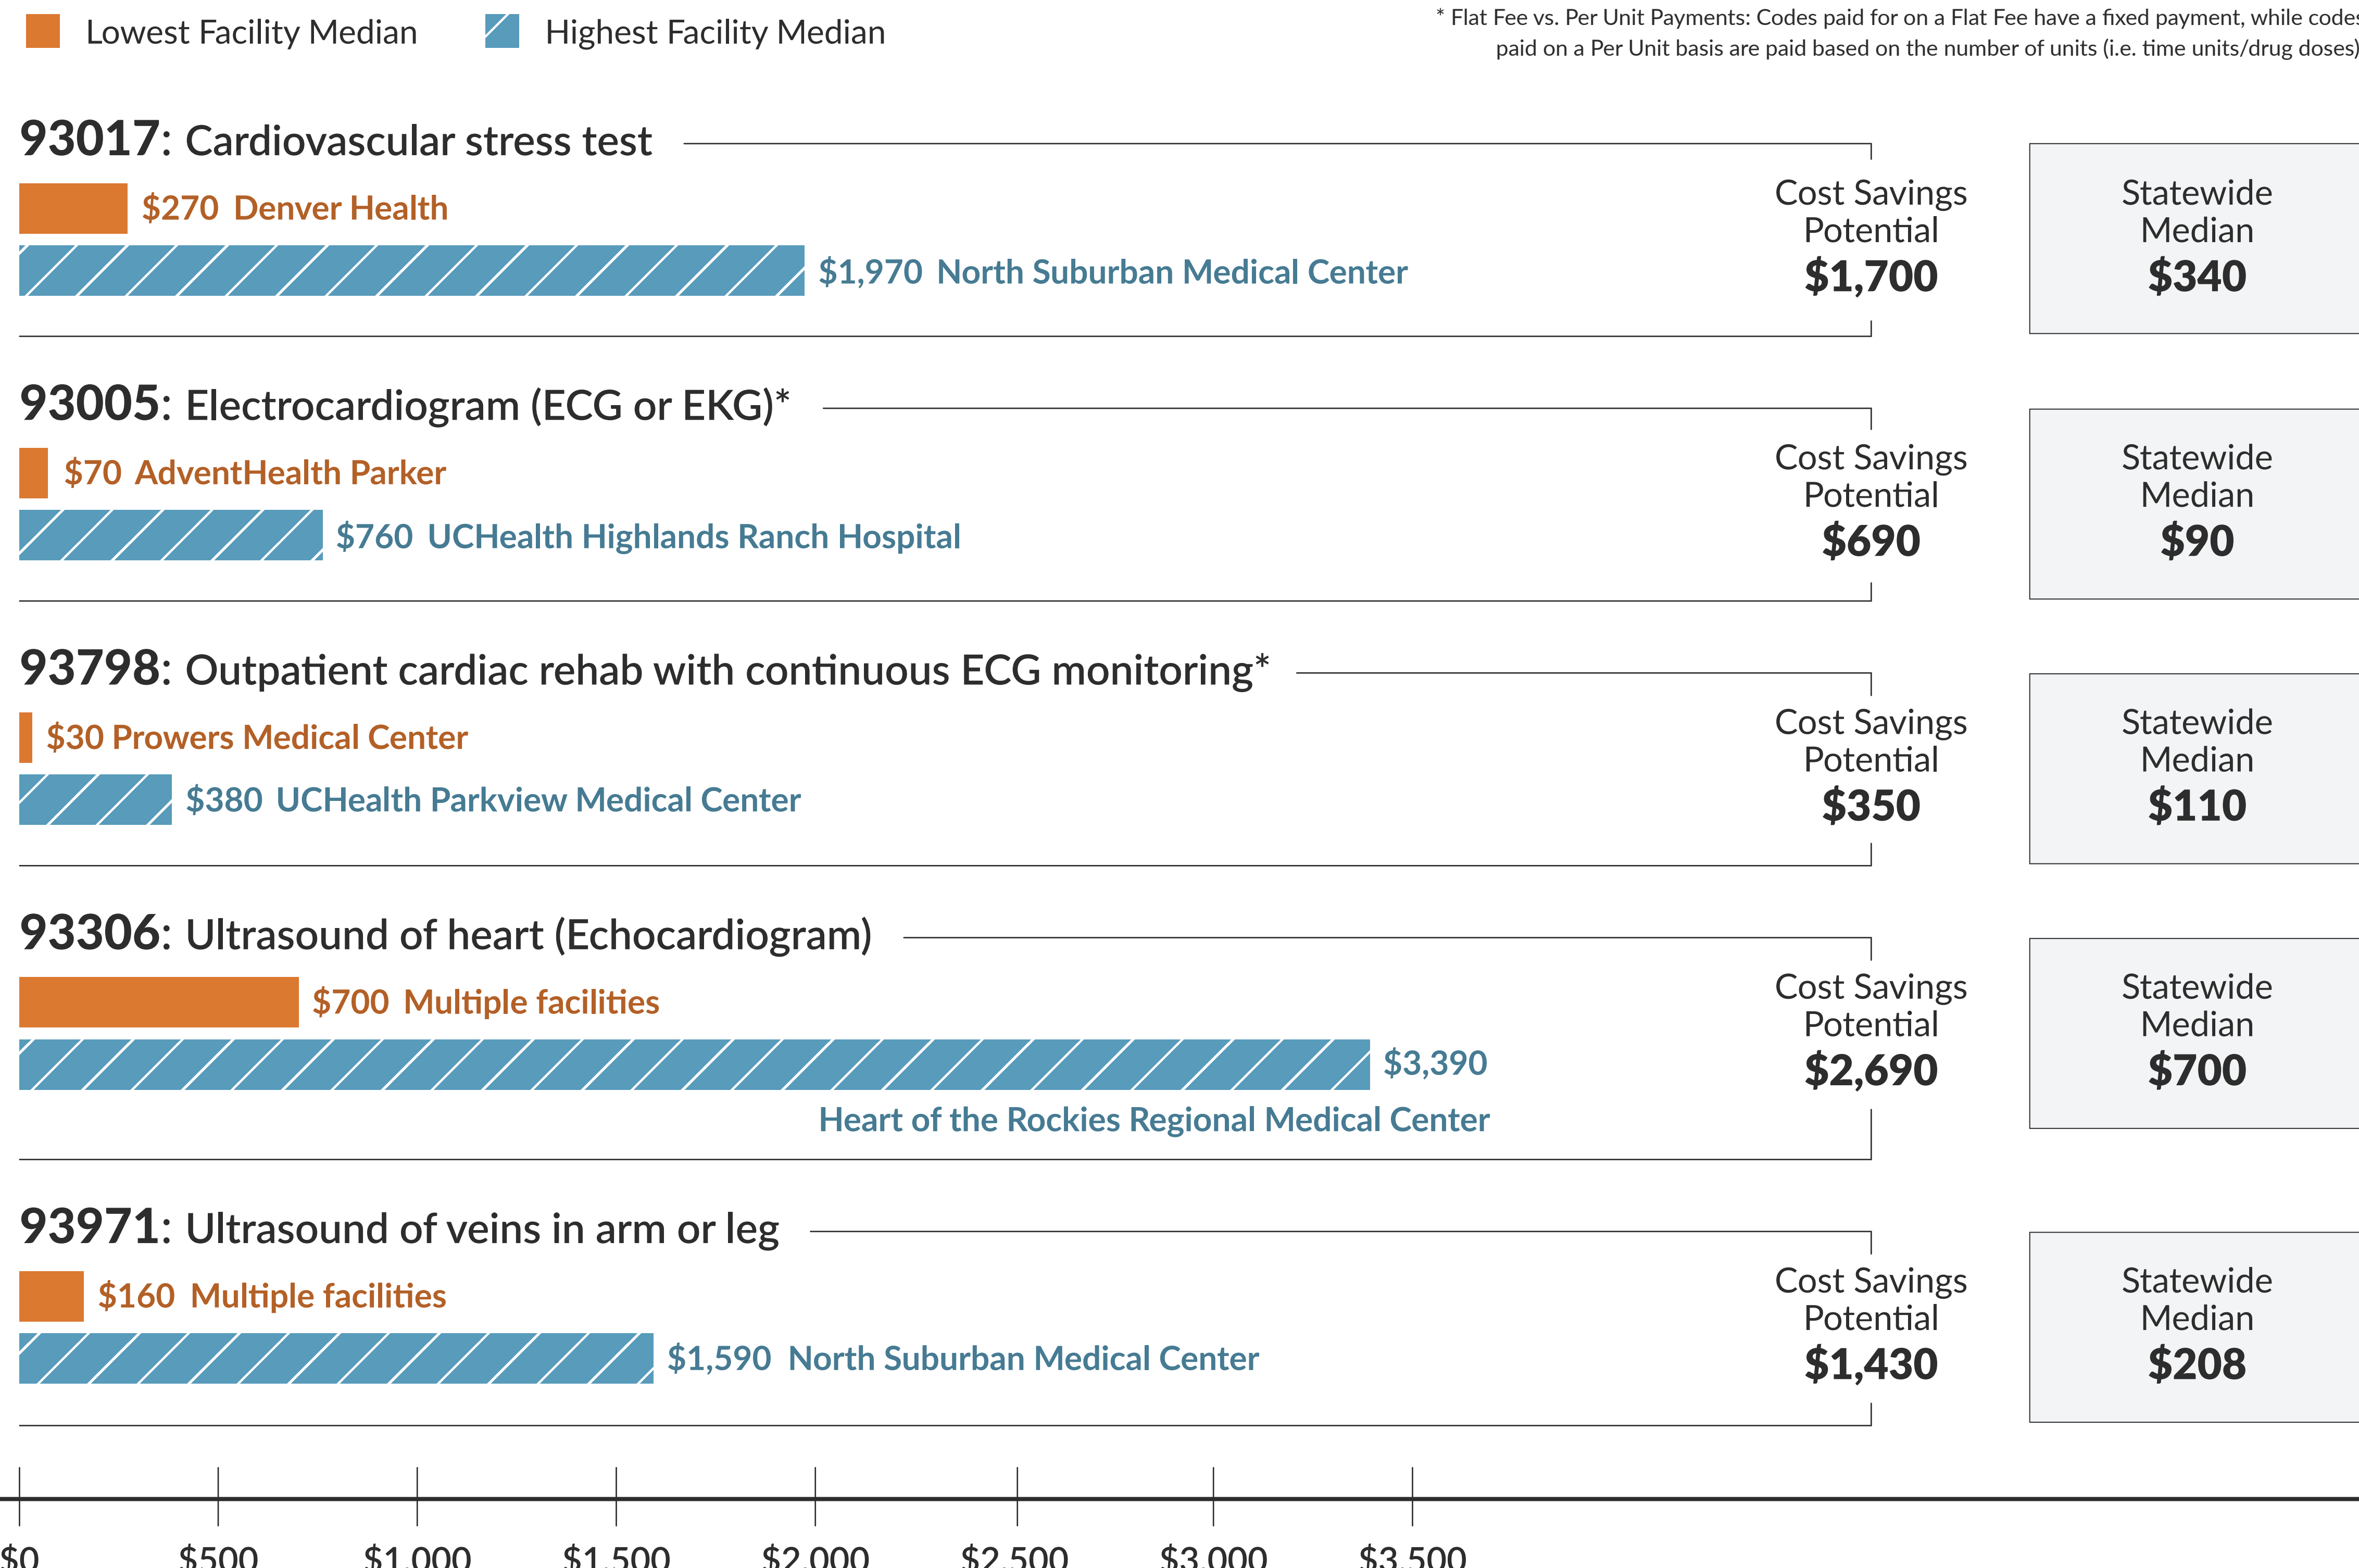 Lowest Facility Median
Highest Facility Median
* Flat Fee vs. Per Unit Payments: Codes paid for on a Flat Fee have a fixed payment, while codes
paid on a Per Unit basis are paid based on the number of units (i.e. time units/drug doses)
93017: Cardiovascular stress test
$270 Denver Health
$1,970 North Suburban Medical Center
Cost Savings
Potential
$1,700
Statewide
Median
$340
93005: Electrocardiogram (ECG or EKG)*
$70 AdventHealth Parker
$760 UCHealth Highlands Ranch Hospital
Cost Savings
Potential
$690
Statewide
Median
$90
93798: Outpatient cardiac rehab with continuous ECG monitoring*
$30 Prowers Medical Center
$380 UCHealth Parkview Medical Center
Cost Savings
Potential
$350
Statewide
Median
$110
93306: Ultrasound of heart (Echocardiogram)
$700 Multiple facilities
$3,390
Heart of the Rockies Regional Medical Center
Cost Savings
Potential
$2,690
Statewide
Median
$700
93971: Ultrasound of veins in arm or leg
$160 Multiple facilities
$1,590 North Suburban Medical Center
Cost Savings
Potential
$1,430
Statewide
Median
$208
$0 $500 $1,000 $1,500 $2,000 $2,500 $3,000 $3,500